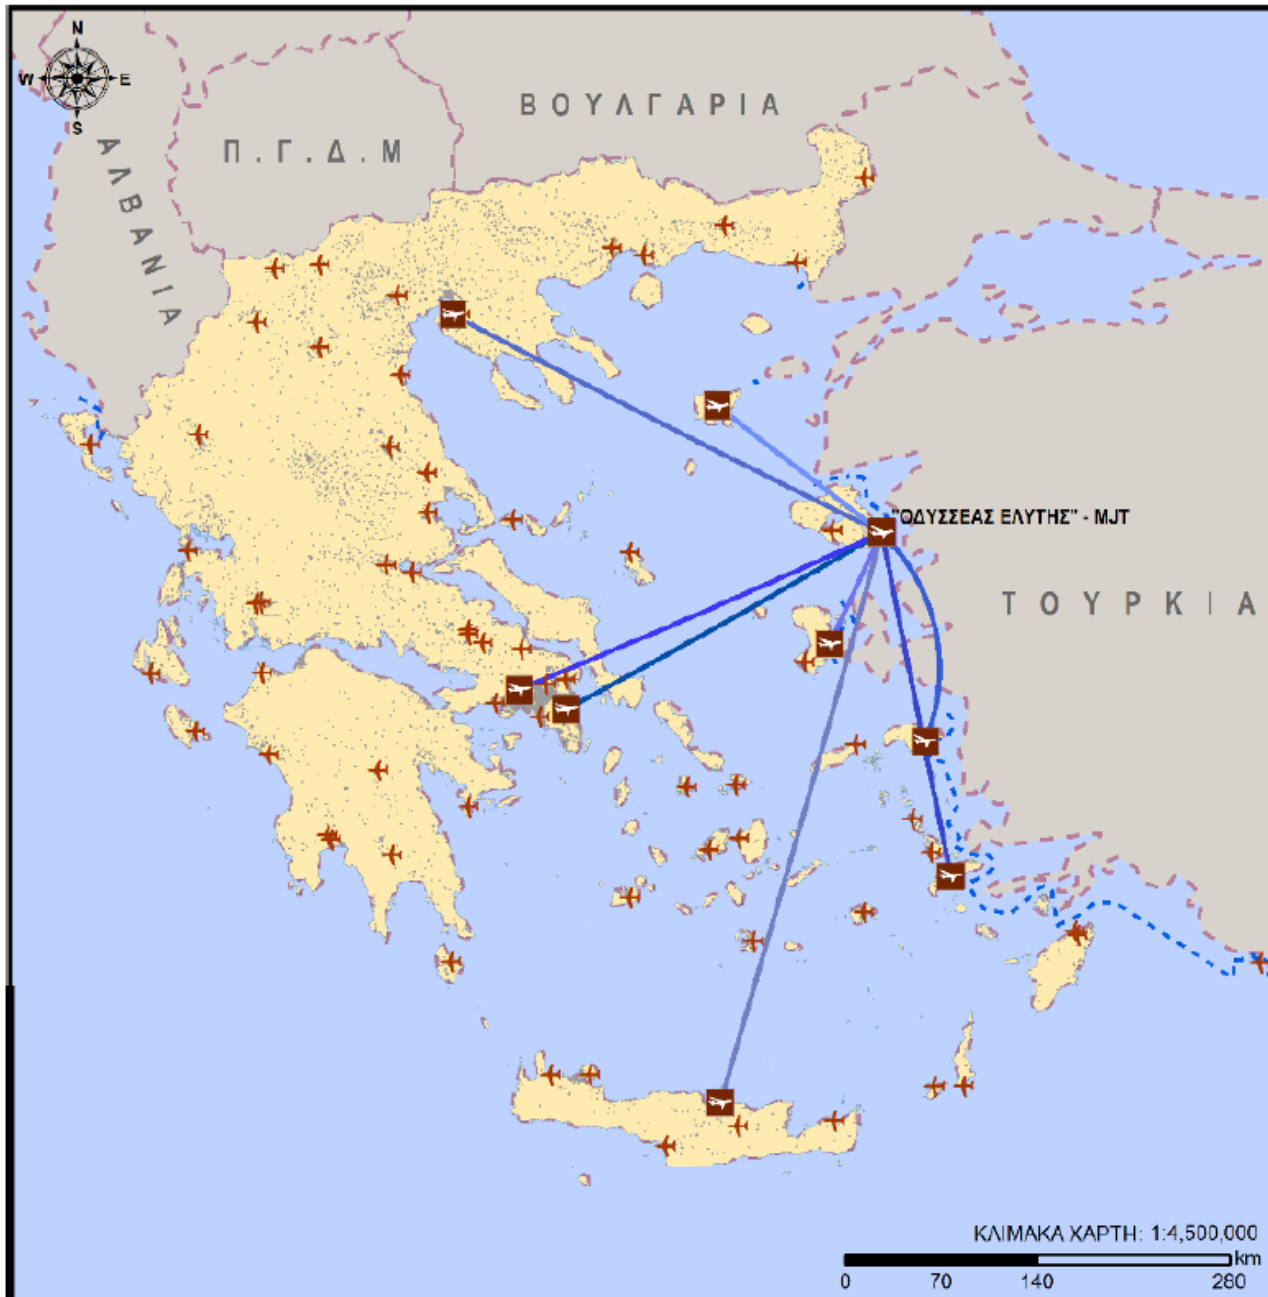 N
W E
S
ΒΟΥΛΓΑΡΙΑ
Π.Γ.Δ.Μ
ΑΛΒΑΝΙΑ
"ΟΔΥΣΣΕΑΣ ΕΛΥΤΗΣ" - MJT
ΤΟΥΡΚΙΑ
ΚΛΙΜΑΚΑ ΧΑΡΤΗ: 1:4,500,000
km
0 70 140 280